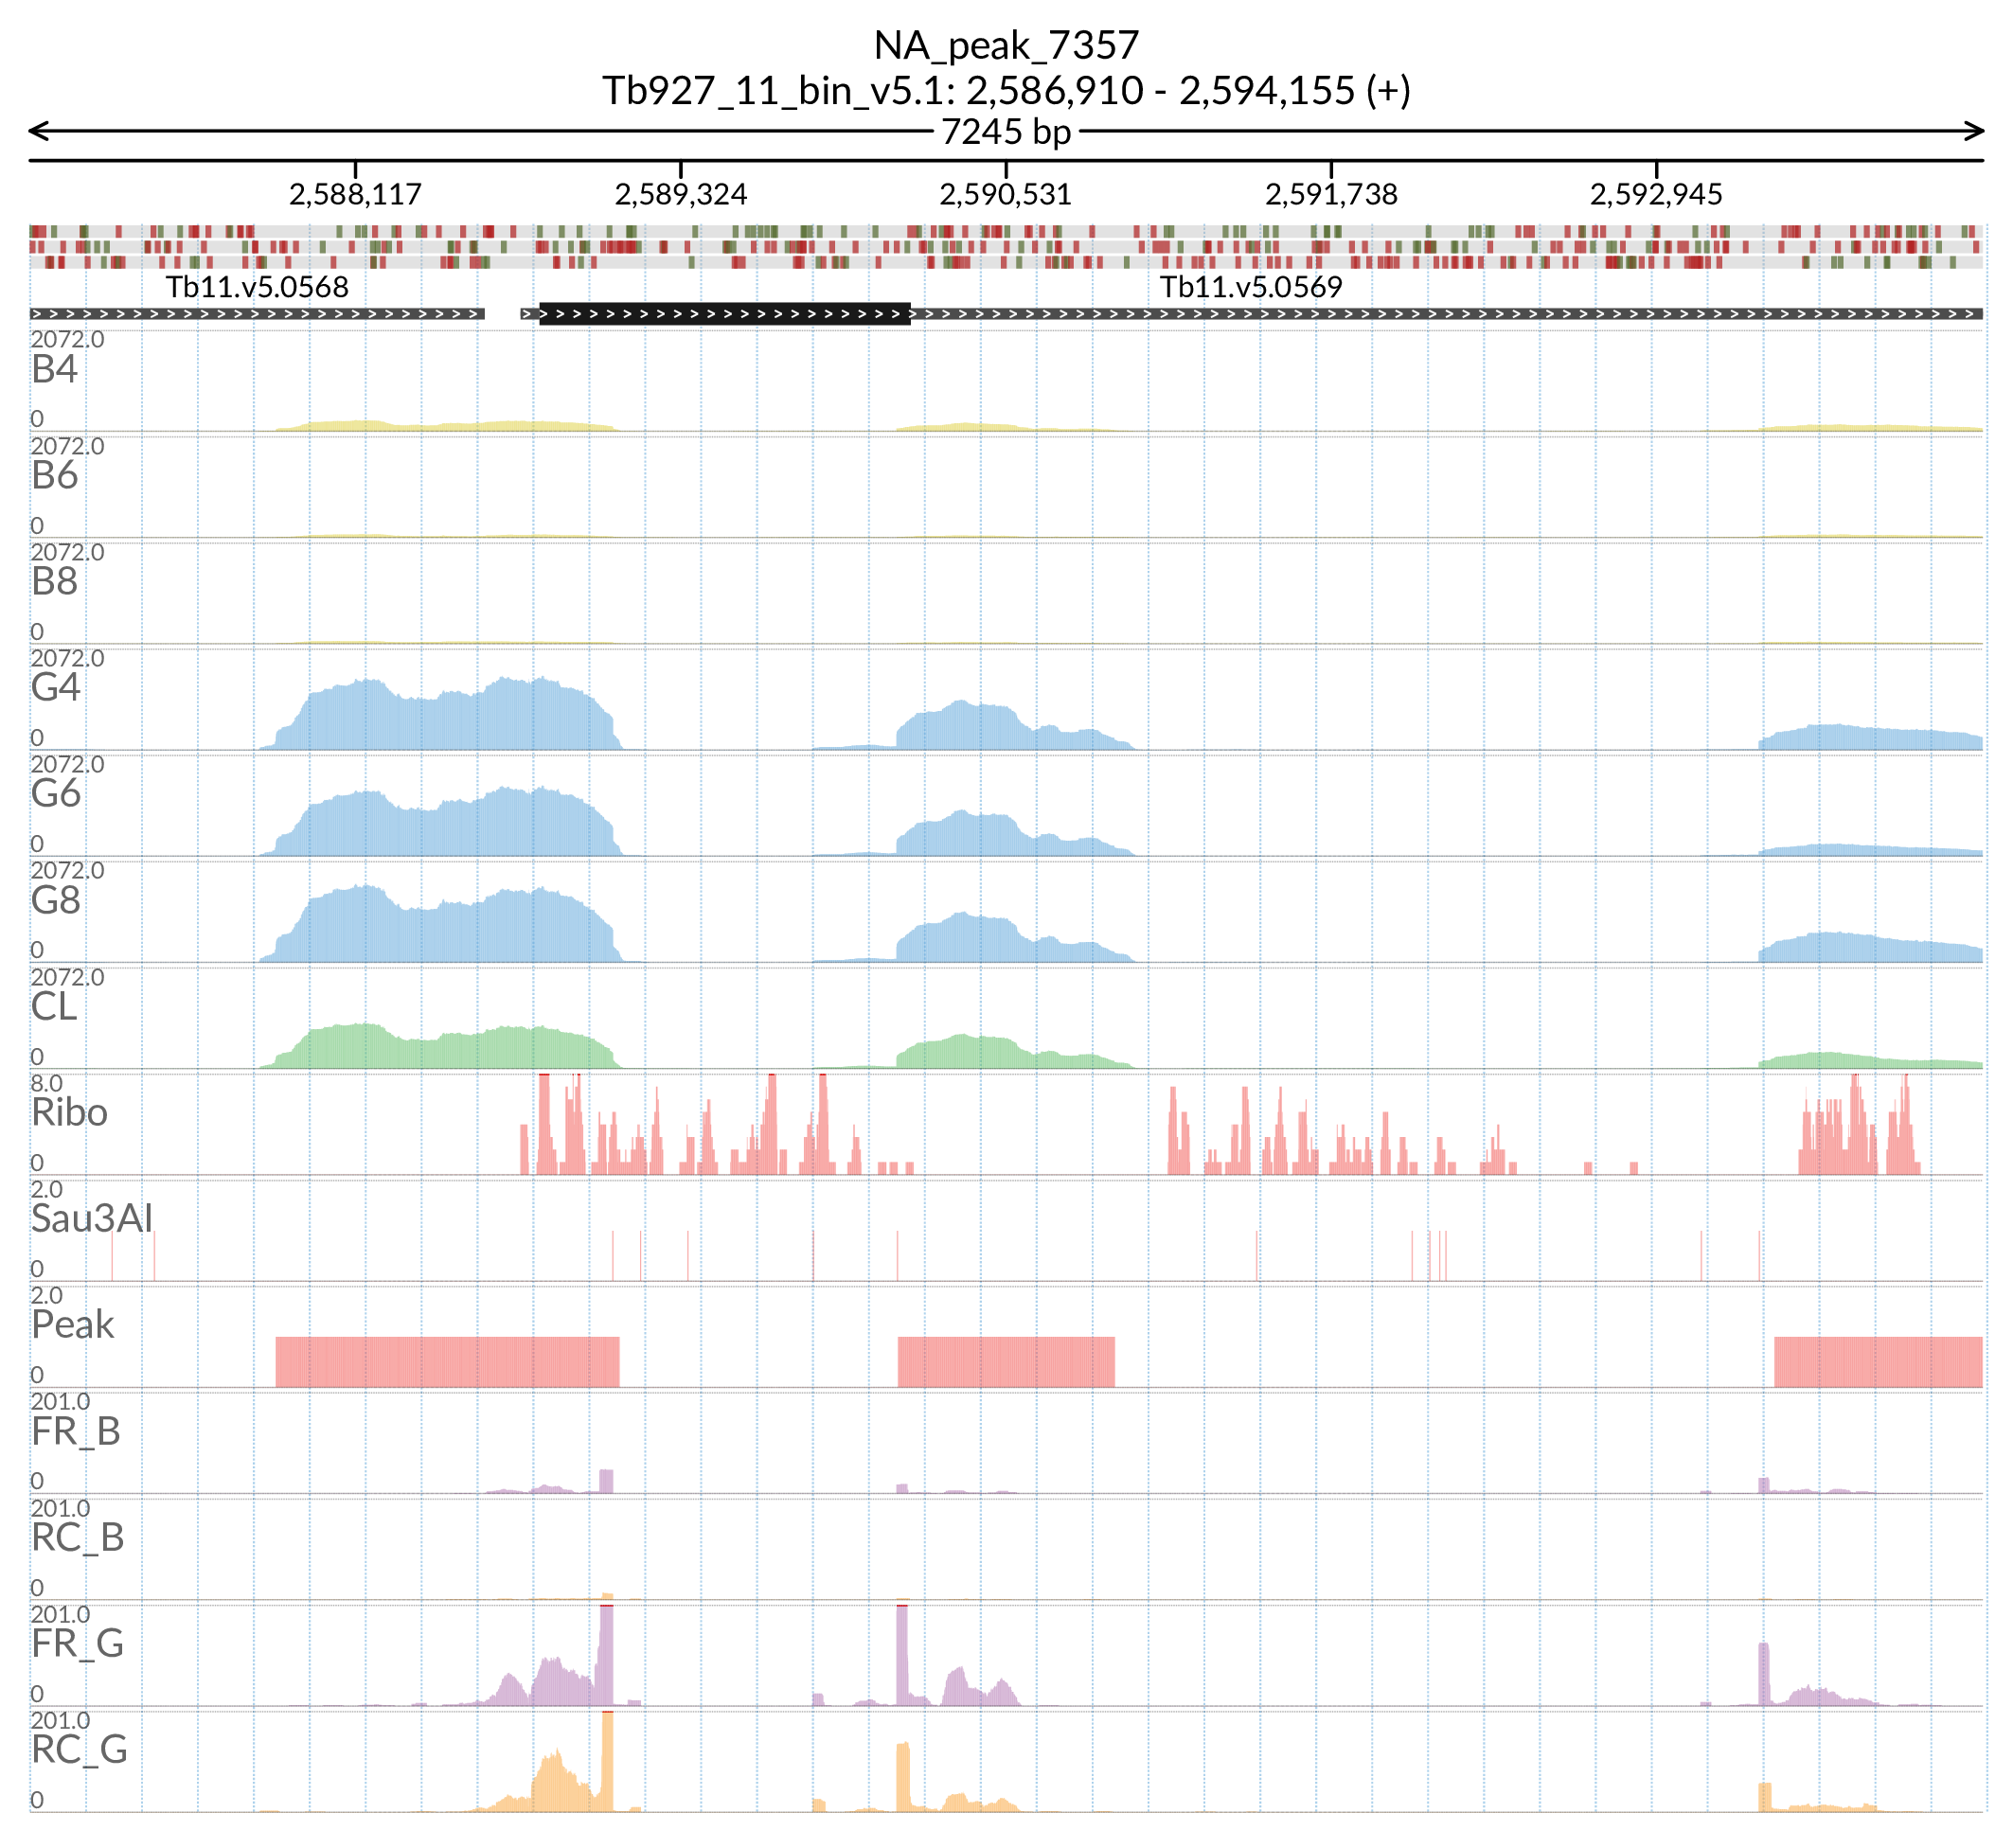 NA_peak_7357
Tb927_11_bin_v5.1: 2,586,910 - 2,594,155 (+)
7245 bp
2,588,117 2,589,324 2,590,531 2,591,738 2,592,945
Tb11.v5.0568 Tb11.v5.0569
2072.0
B4
0
2072.0
B6
0
2072.0
B8
0
2072.0
G4
0
2072.0
G6
0
2072.0
G8
0
2072.0
CL
0
8.0
Ribo
0
2.0
Sau3AI
0
2.0
Peak
0
201.0
FR_B
0
201.0
RC_B
0
201.0
FR_G
0
201.0
RC_G
0